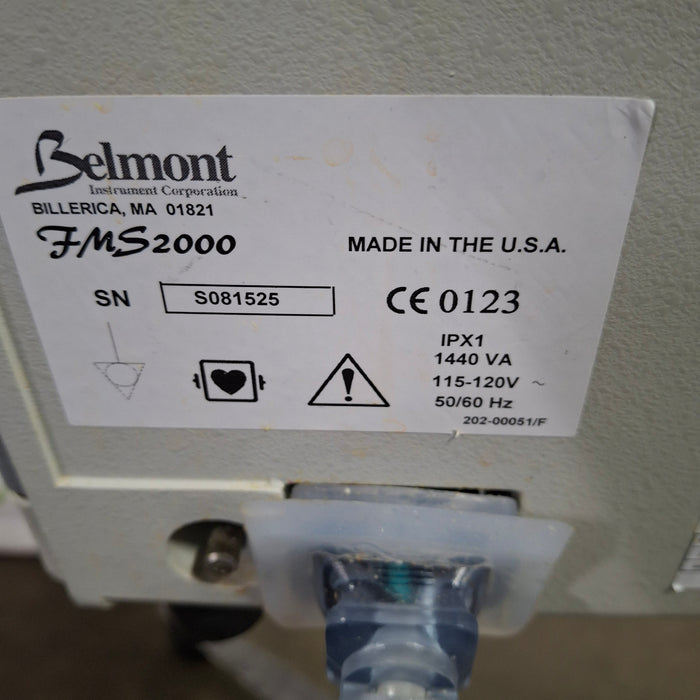 Belmont
Instrument Corporation
BILLERICA, MA 01821
FMS2000
MADE IN THE U.S.A.
SN S081525
CE 0123
IPX1
1440 VA
115-120V ~
50/60 Hz
202-00051/F